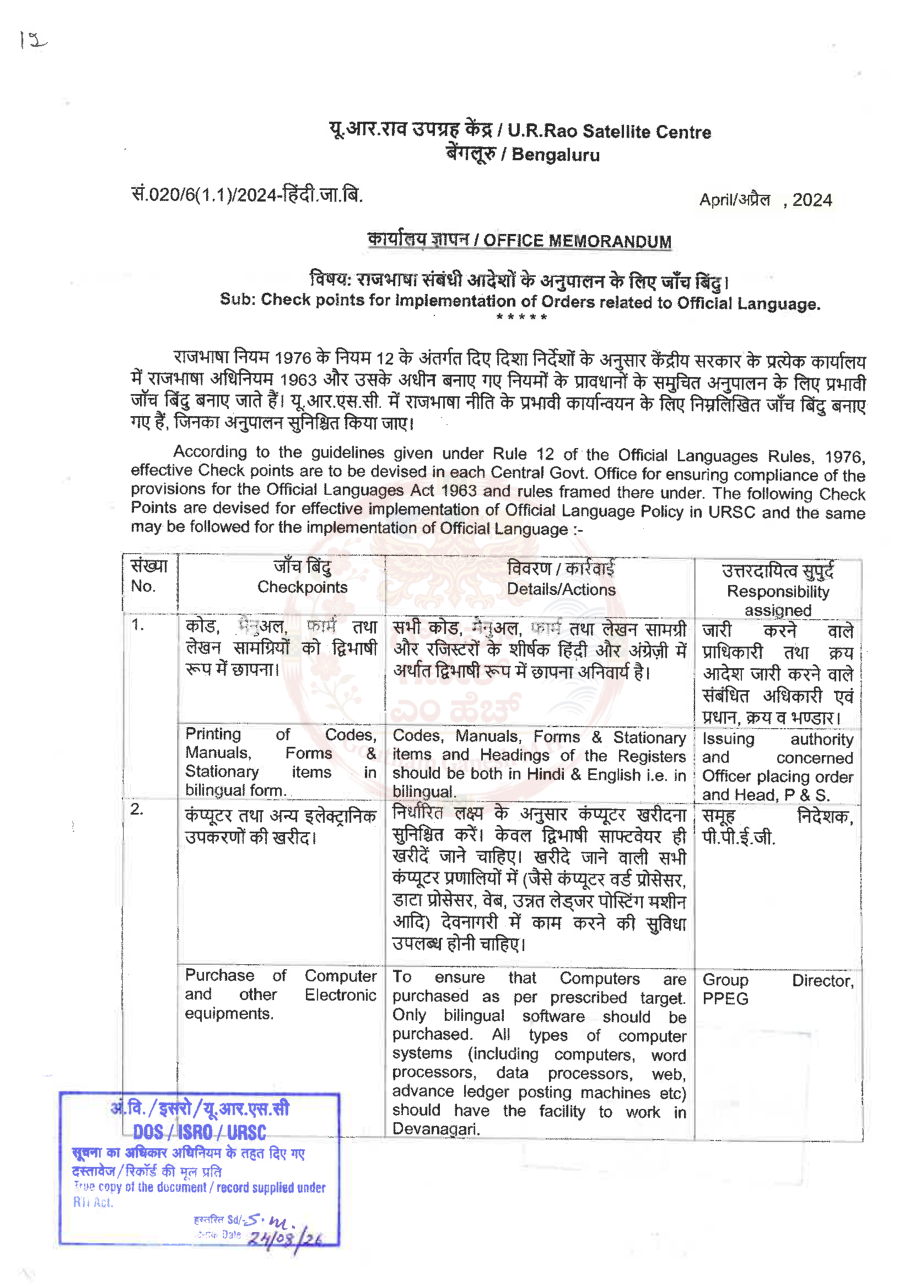 12
यू.आर.राव उपग्रह केंद्र / U.R.Rao Satellite Centre
बेंगलूरु / Bengaluru
सं.020/6(1.1)/2024-हिंदी.जा.बि.
April/अप्रैल , 2024
कार्यालय ज्ञापन / OFFICE MEMORANDUM
विषय: राजभाषा संबंधी आदेशों के अनुपालन के लिए जाँच बिंदु।
Sub: Check points for implementation of Orders related to Official Language.
*****
राजभाषा नियम 1976 के नियम 12 के अंतर्गत दिए दिशा निर्देशों के अनुसार केंद्रीय सरकार के प्रत्येक कार्यालय
में राजभाषा अधिनियम 1963 और उसके अधीन बनाए गए नियमों के प्रावधानों के समुचित अनुपालन के लिए प्रभावी
जाँच बिंदु बनाए जाते हैं। यू.आर.एस.सी. में राजभाषा नीति के प्रभावी कार्यान्वयन के लिए निम्नलिखित जाँच बिंदु बनाए
गए हैं, जिनका अनुपालन सुनिश्चित किया जाए।
According to the guidelines given under Rule 12 of the Official Languages Rules, 1976,
effective Check points are to be devised in each Central Govt. Office for ensuring compliance of the
provisions for the Official Languages Act 1963 and rules framed there under. The following Check
Points are devised for effective implementation of Official Language Policy in URSC and the same
may be followed for the implementation of Official Language :-
संख्या
No.
जाँच बिंदु
Checkpoints
विवरण / कार्रवाई
Details/Actions
उत्तरदायित्व सुपुर्द
Responsibility
assigned
1.
कोड, मैनुअल, फार्म तथा
लेखन सामग्रियों को द्विभाषी
रूप में छापना।
सभी कोड, मैनुअल, फार्म तथा लेखन सामग्री
और रजिस्टरों के शीर्षक हिंदी और अंग्रेज़ी में
अर्थात द्विभाषी रूप में छापना अनिवार्य है।
जारी करने वाले
प्राधिकारी तथा क्रय
आदेश जारी करने वाले
संबंधित अधिकारी एवं
प्रधान, क्रय व भण्डार।
Printing of Codes,
Manuals, Forms &
Stationary items in
bilingual form.
Codes, Manuals, Forms & Stationary
items and Headings of the Registers
should be both in Hindi & English i.e. in
bilingual.
Issuing authority
and concerned
Officer placing order
and Head, P & S.
2.
कंप्यूटर तथा अन्य इलेक्ट्रानिक
उपकरणों की खरीद।
निर्धारित लक्ष्य के अनुसार कंप्यूटर खरीदना
सुनिश्चित करें। केवल द्विभाषी साफ्टवेयर ही
खरीदें जाने चाहिए। खरीदे जाने वाली सभी
कंप्यूटर प्रणालियों में (जैसे कंप्यूटर वर्ड प्रोसेसर,
डाटा प्रोसेसर, वेब, उन्नत लेड्जर पोस्टिंग मशीन
आदि) देवनागरी में काम करने की सुविधा
उपलब्ध होनी चाहिए।
समूह निदेशक,
पी.पी.ई.जी.
Purchase of Computer
and other Electronic
equipments.
To ensure that Computers are
purchased as per prescribed target.
Only bilingual software should be
purchased. All types of computer
systems (including computers, word
processors, data processors, web,
advance ledger posting machines etc)
should have the facility to work in
Devanagari.
Group Director,
PPEG
अं.वि./इसरो/यू.आर.एस.सी
DOS / ISRO / URSC
सूचना का अधिकार अधिनियम के तहत दिए गए
दस्तावेज/रिकॉर्ड की मूल प्रति
True copy of the document / record supplied under
RTI Act.
हस्तरित Sd/- S.M.
Date 24/08/26